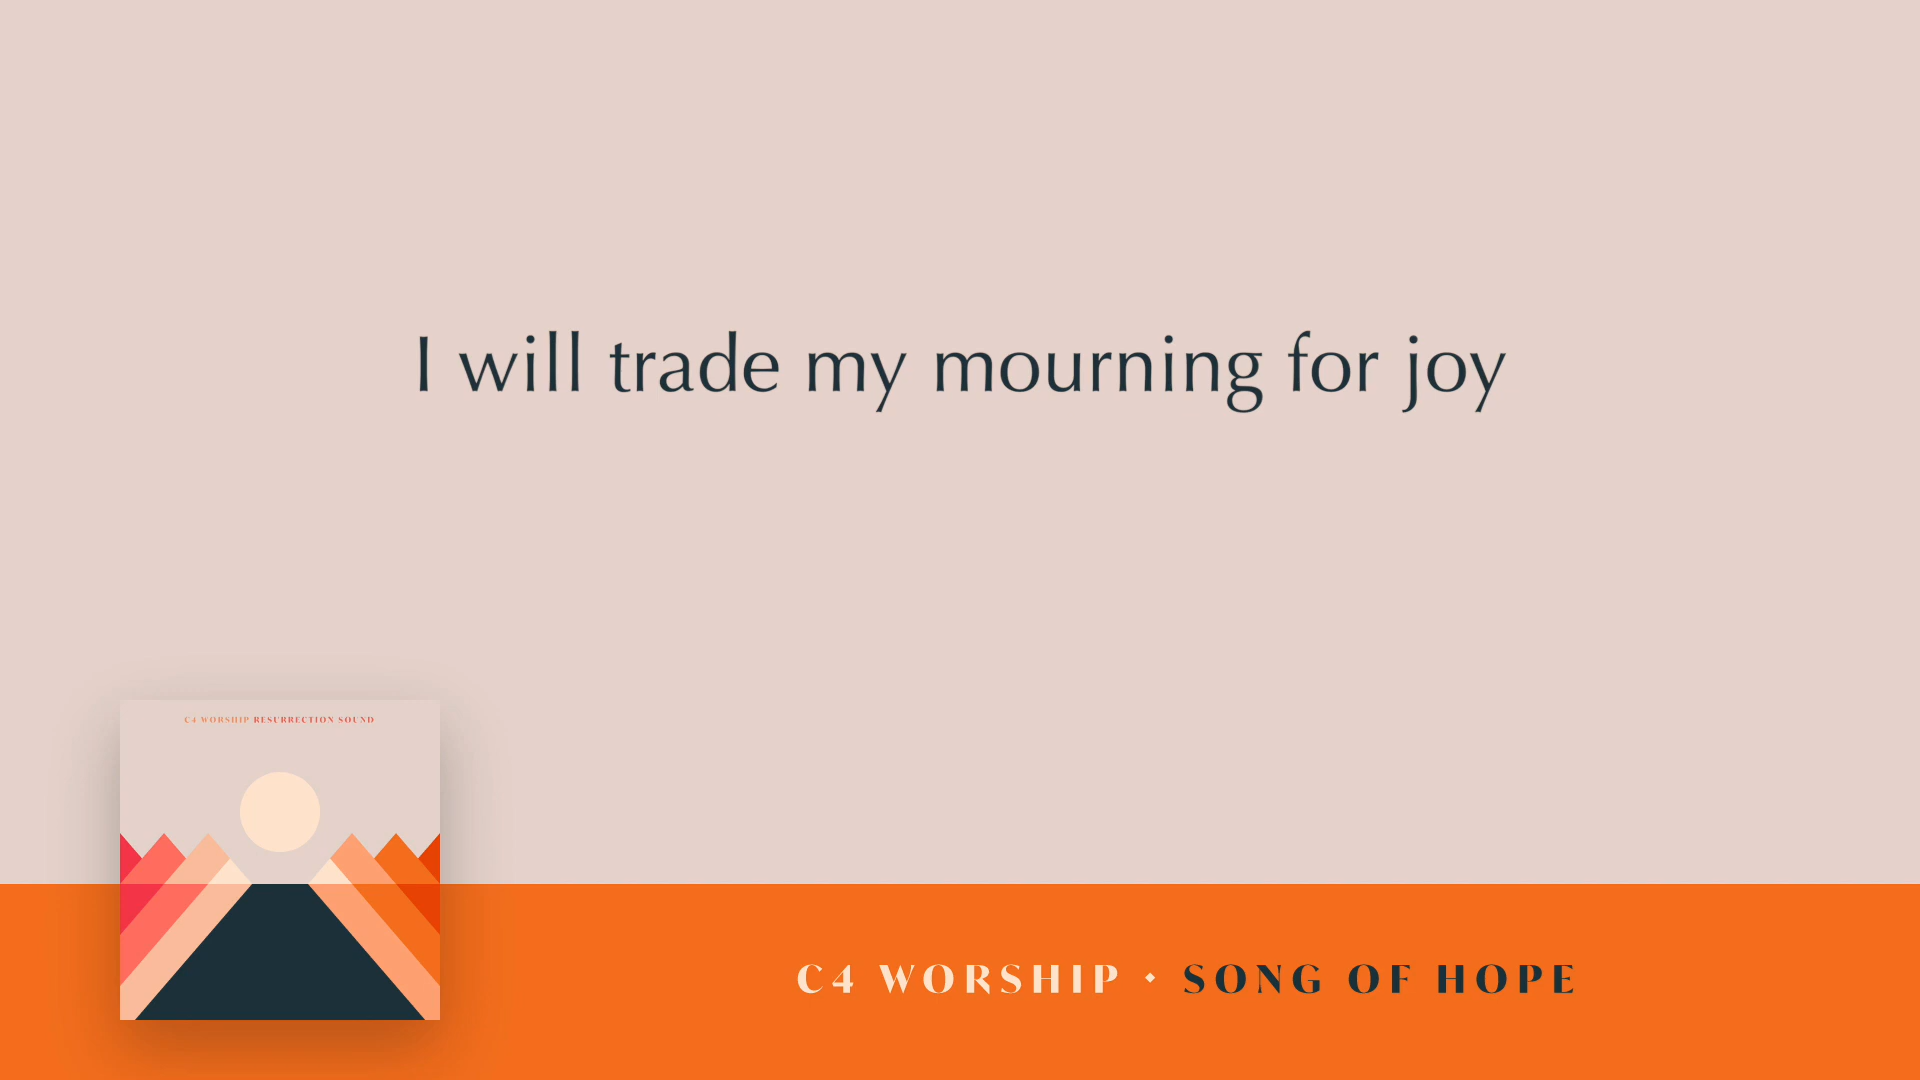 I will trade my mourning for joy
C4 WORSHIP RESURRECTION SOUND
C4 WORSHIP • SONG OF HOPE